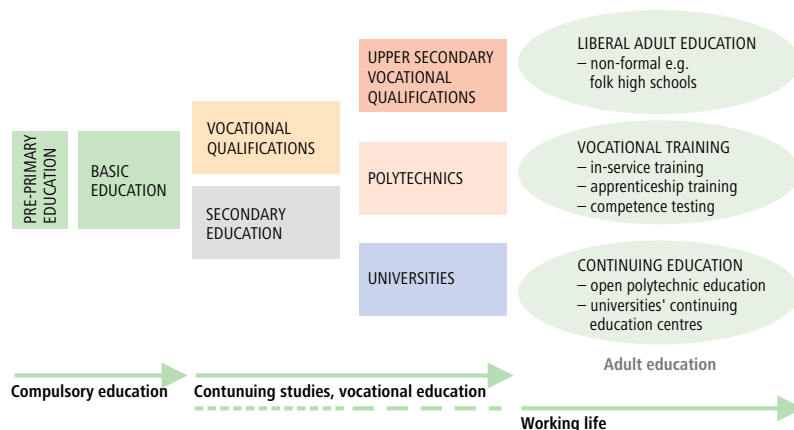 PRE-PRIMARY
EDUCATION
BASIC
EDUCATION
VOCATIONAL
QUALIFICATIONS
SECONDARY
EDUCATION
UPPER SECONDARY
VOCATIONAL
QUALIFICATIONS
POLYTECHNICS
UNIVERSITIES
LIBERAL ADULT EDUCATION
– non-formal e.g.
folk high schools
VOCATIONAL TRAINING
– in-service training
– apprenticeship training
– competence testing
CONTINUING EDUCATION
– open polytechnic education
– universities' continuing
education centres
Adult education
Compulsory education
Contunuing studies, vocational education
Working life